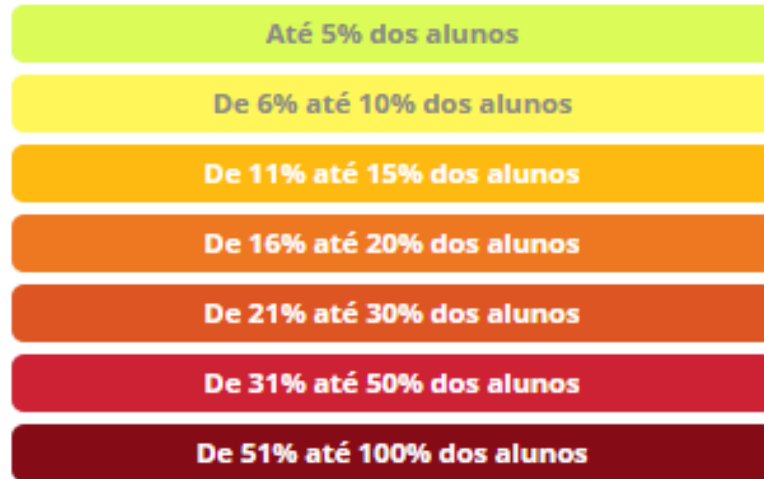 Até 5% dos alunos
De 6% até 10% dos alunos
De 11% até 15% dos alunos
De 16% até 20% dos alunos
De 21% até 30% dos alunos
De 31% até 50% dos alunos
De 51% até 100% dos alunos